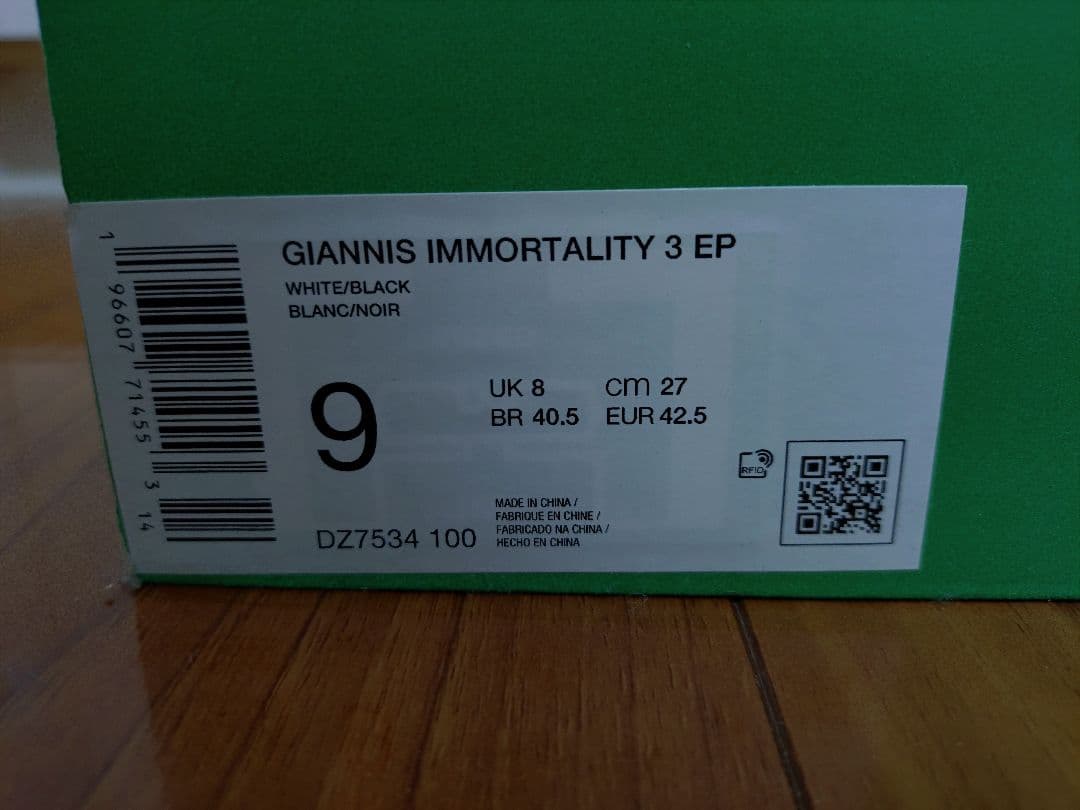 GIANNIS IMMORTALITY 3 EP
WHITE/BLACK
BLANC/NOIR
9
UK 8
cm 27
BR 40.5
EUR 42.5
RFID
MADE IN CHINA /
FABRIQUE EN CHINE /
FABRICADO NA CHINA /
HECHO EN CHINA
DZ7534 100
1 96607 71455 3 14